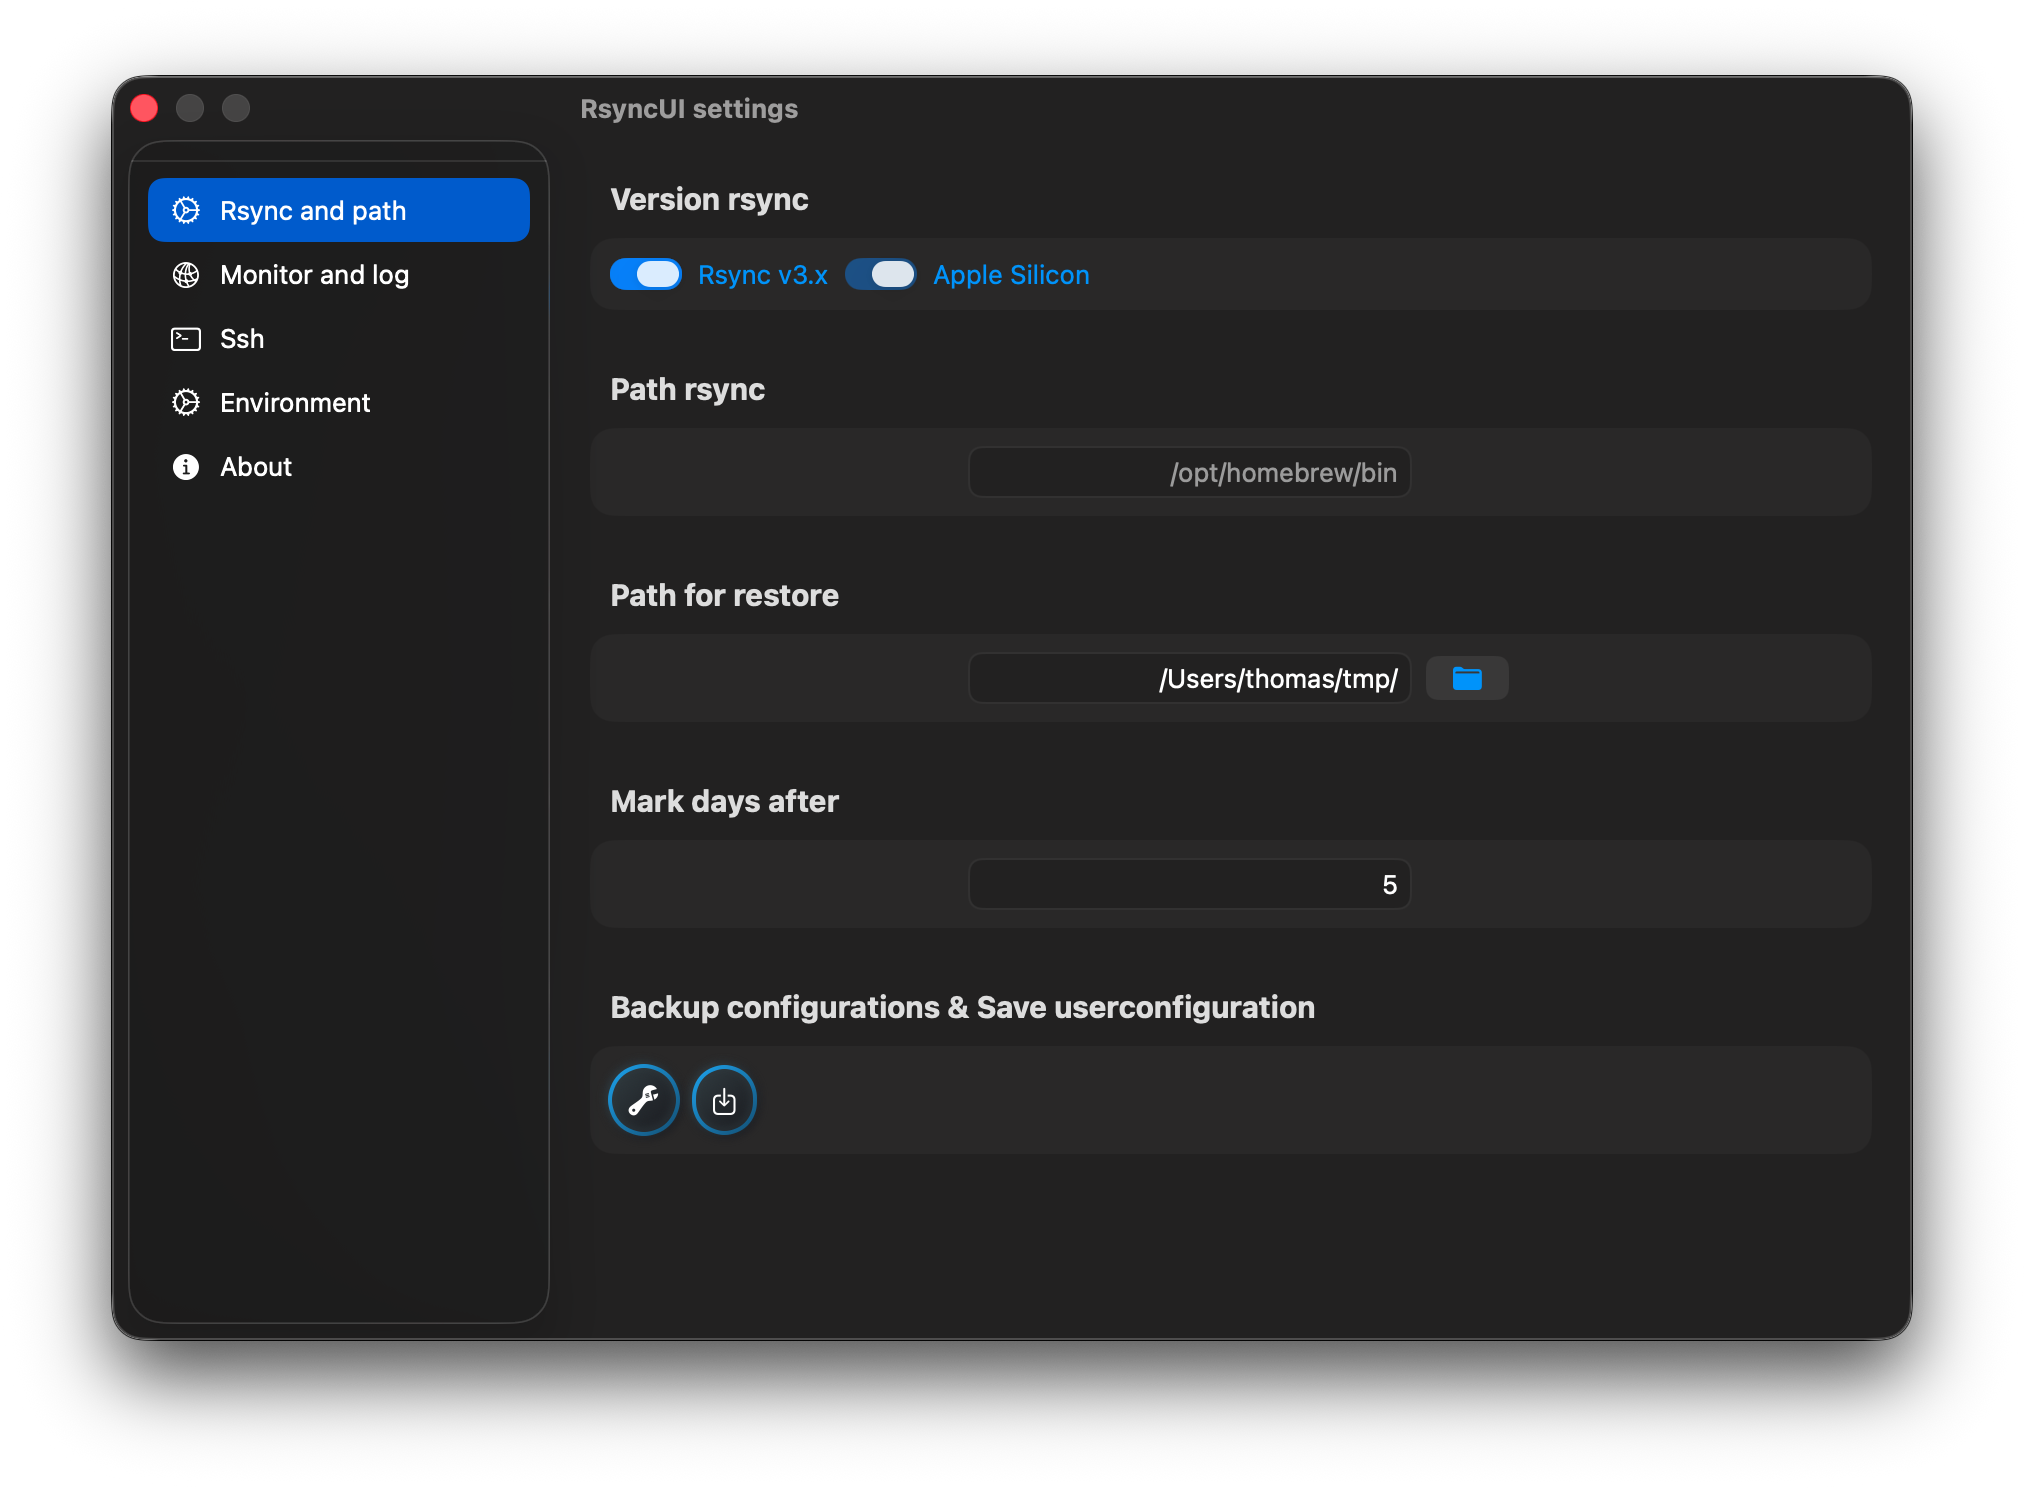 RsyncUI settings
Rsync and path
Monitor and log
Ssh
Environment
About
Version rsync
Rsync v3.x
Apple Silicon
Path rsync
/opt/homebrew/bin
Path for restore
/Users/thomas/tmp/
Mark days after
5
Backup configurations & Save userconfiguration